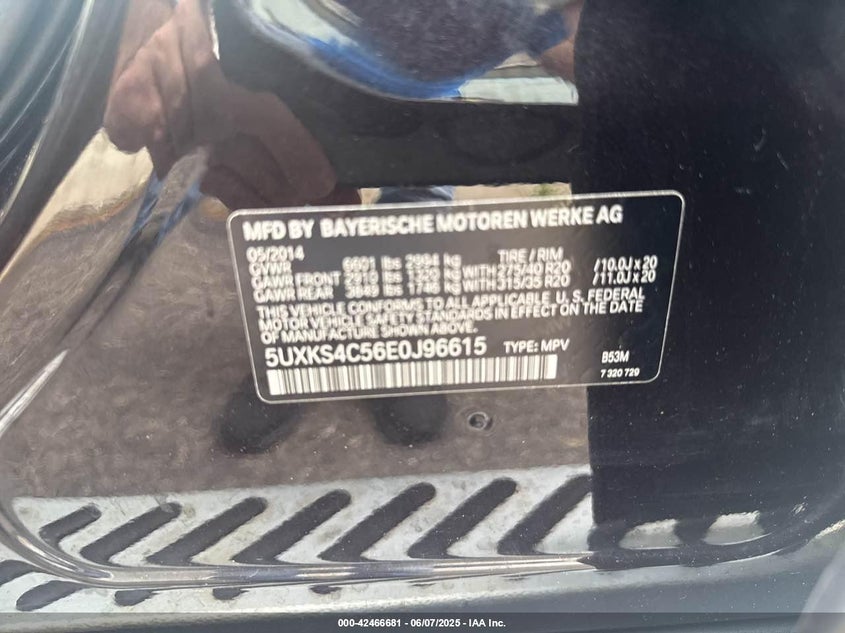 MFD BY BAYERISCHE MOTOREN WERKE AG
05/2014
GVWR 6601 lbs 2994 kg TIRE / RIM
GAWR FRONT 2910 lbs 1320 kg WITH 275/40 R20 /10.0J x 20
GAWR REAR 3849 lbs 1746 kg WITH 315/35 R20 /11.0J x 20
THIS VEHICLE CONFORMS TO ALL APPLICABLE U. S. FEDERAL
MOTOR VEHICLE SAFETY STANDARDS IN EFFECT ON THE DATE
OF MANUFACTURE SHOWN ABOVE.
5UXKS4C56E0J96615 TYPE: MPV B53M
7 320 729
000-42466681 - 06/07/2025 - IAA Inc.